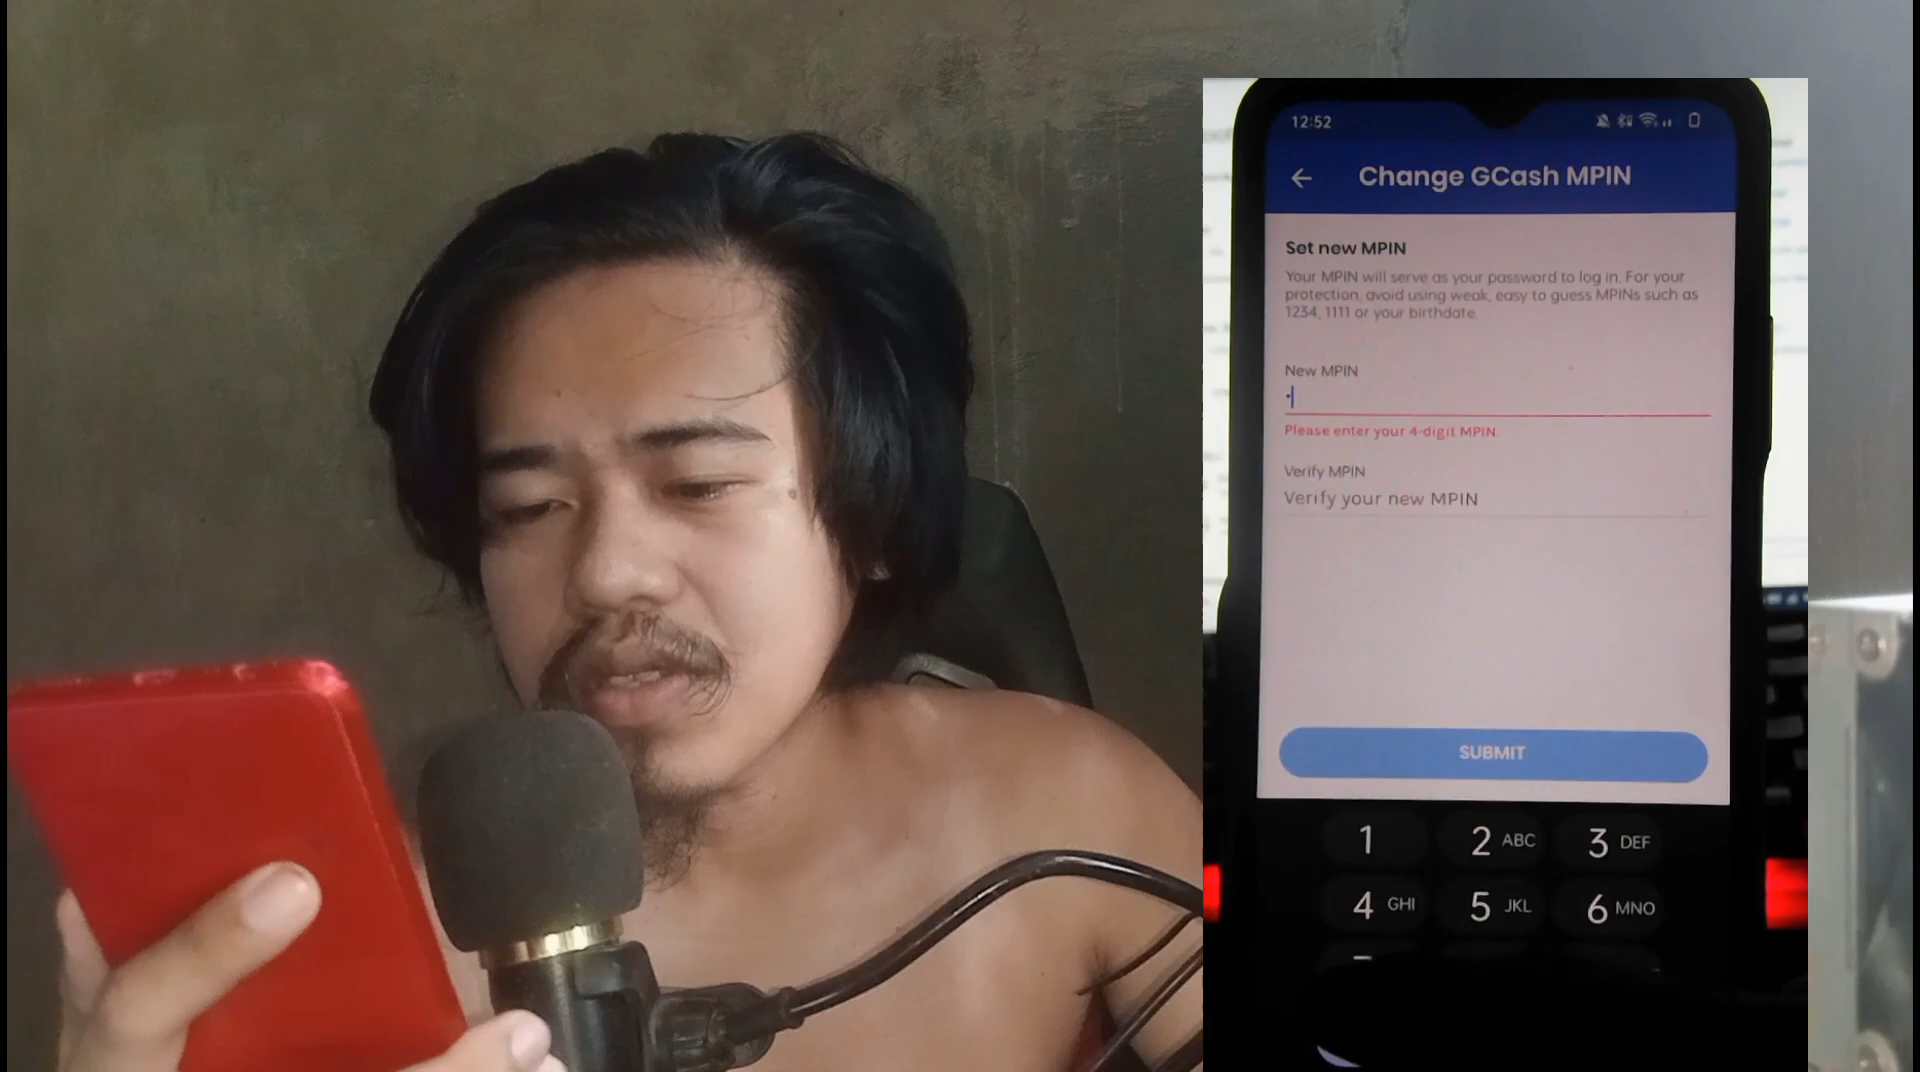 12:52
Change GCash MPIN
Set new MPIN
Your MPIN will serve as your password to log in. For your
protection, avoid using weak, easy to guess MPINs such as
1234, 1111 or your birthdate.
New MPIN
Please enter your 4-digit MPIN.
Verify MPIN
Verify your new MPIN
SUBMIT
1 2 ABC 3 DEF
4 GHI 5 JKL 6 MNO